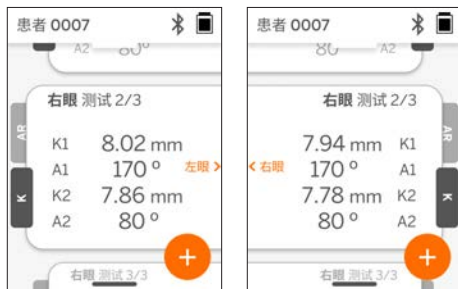 患者 0007
A2 80º
右眼 测试 2/3
AR
K
K1 8.02 mm
A1 170 º
K2 7.86 mm
A2 80 º
左眼 >
+
右眼 测试 3/3
患者 0007
80 A2
右眼 测试 2/3
7.94 mm K1
170 º A1
7.78 mm K2
80 º A2
< 右眼
AR
K
+
右眼 测试 3/3